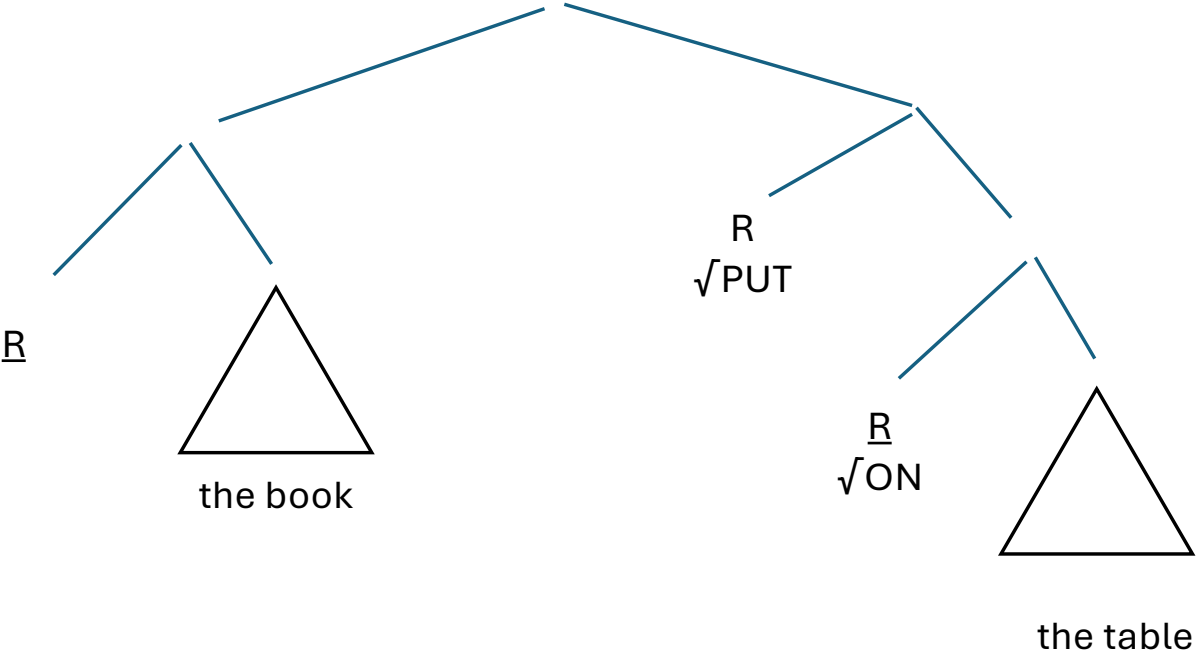 R
√PUT
R
R
√ON
the book
the table